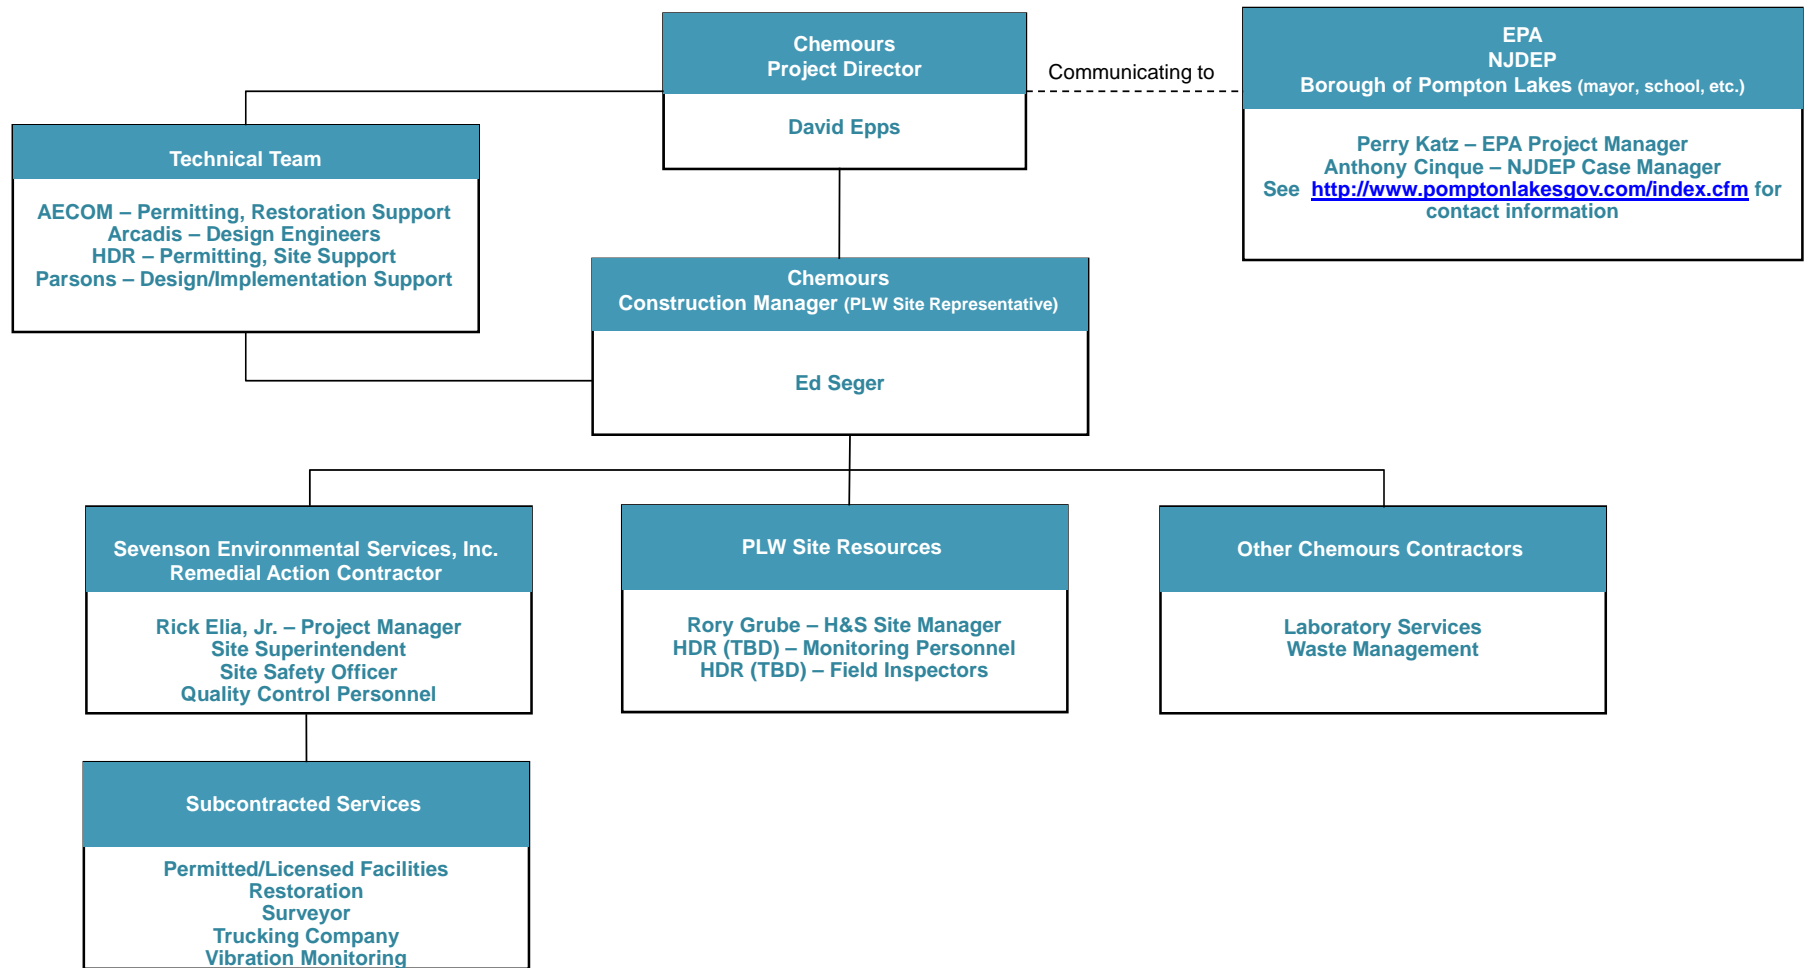 Chemours
Project Director
David Epps
Communicating to
EPA
NJDEP
Borough of Pompton Lakes (mayor, school, etc.)
Perry Katz – EPA Project Manager
Anthony Cinque – NJDEP Case Manager
See http://www.pomptonlakesgov.com/index.cfm for
contact information
Technical Team
AECOM – Permitting, Restoration Support
Arcadis – Design Engineers
HDR – Permitting, Site Support
Parsons – Design/Implementation Support
Chemours
Construction Manager (PLW Site Representative)
Ed Seger
Sevenson Environmental Services, Inc.
Remedial Action Contractor
Rick Elia, Jr. – Project Manager
Site Superintendent
Site Safety Officer
Quality Control Personnel
PLW Site Resources
Rory Grube – H&S Site Manager
HDR (TBD) – Monitoring Personnel
HDR (TBD) – Field Inspectors
Other Chemours Contractors
Laboratory Services
Waste Management
Subcontracted Services
Permitted/Licensed Facilities
Restoration
Surveyor
Trucking Company
Vibration Monitoring